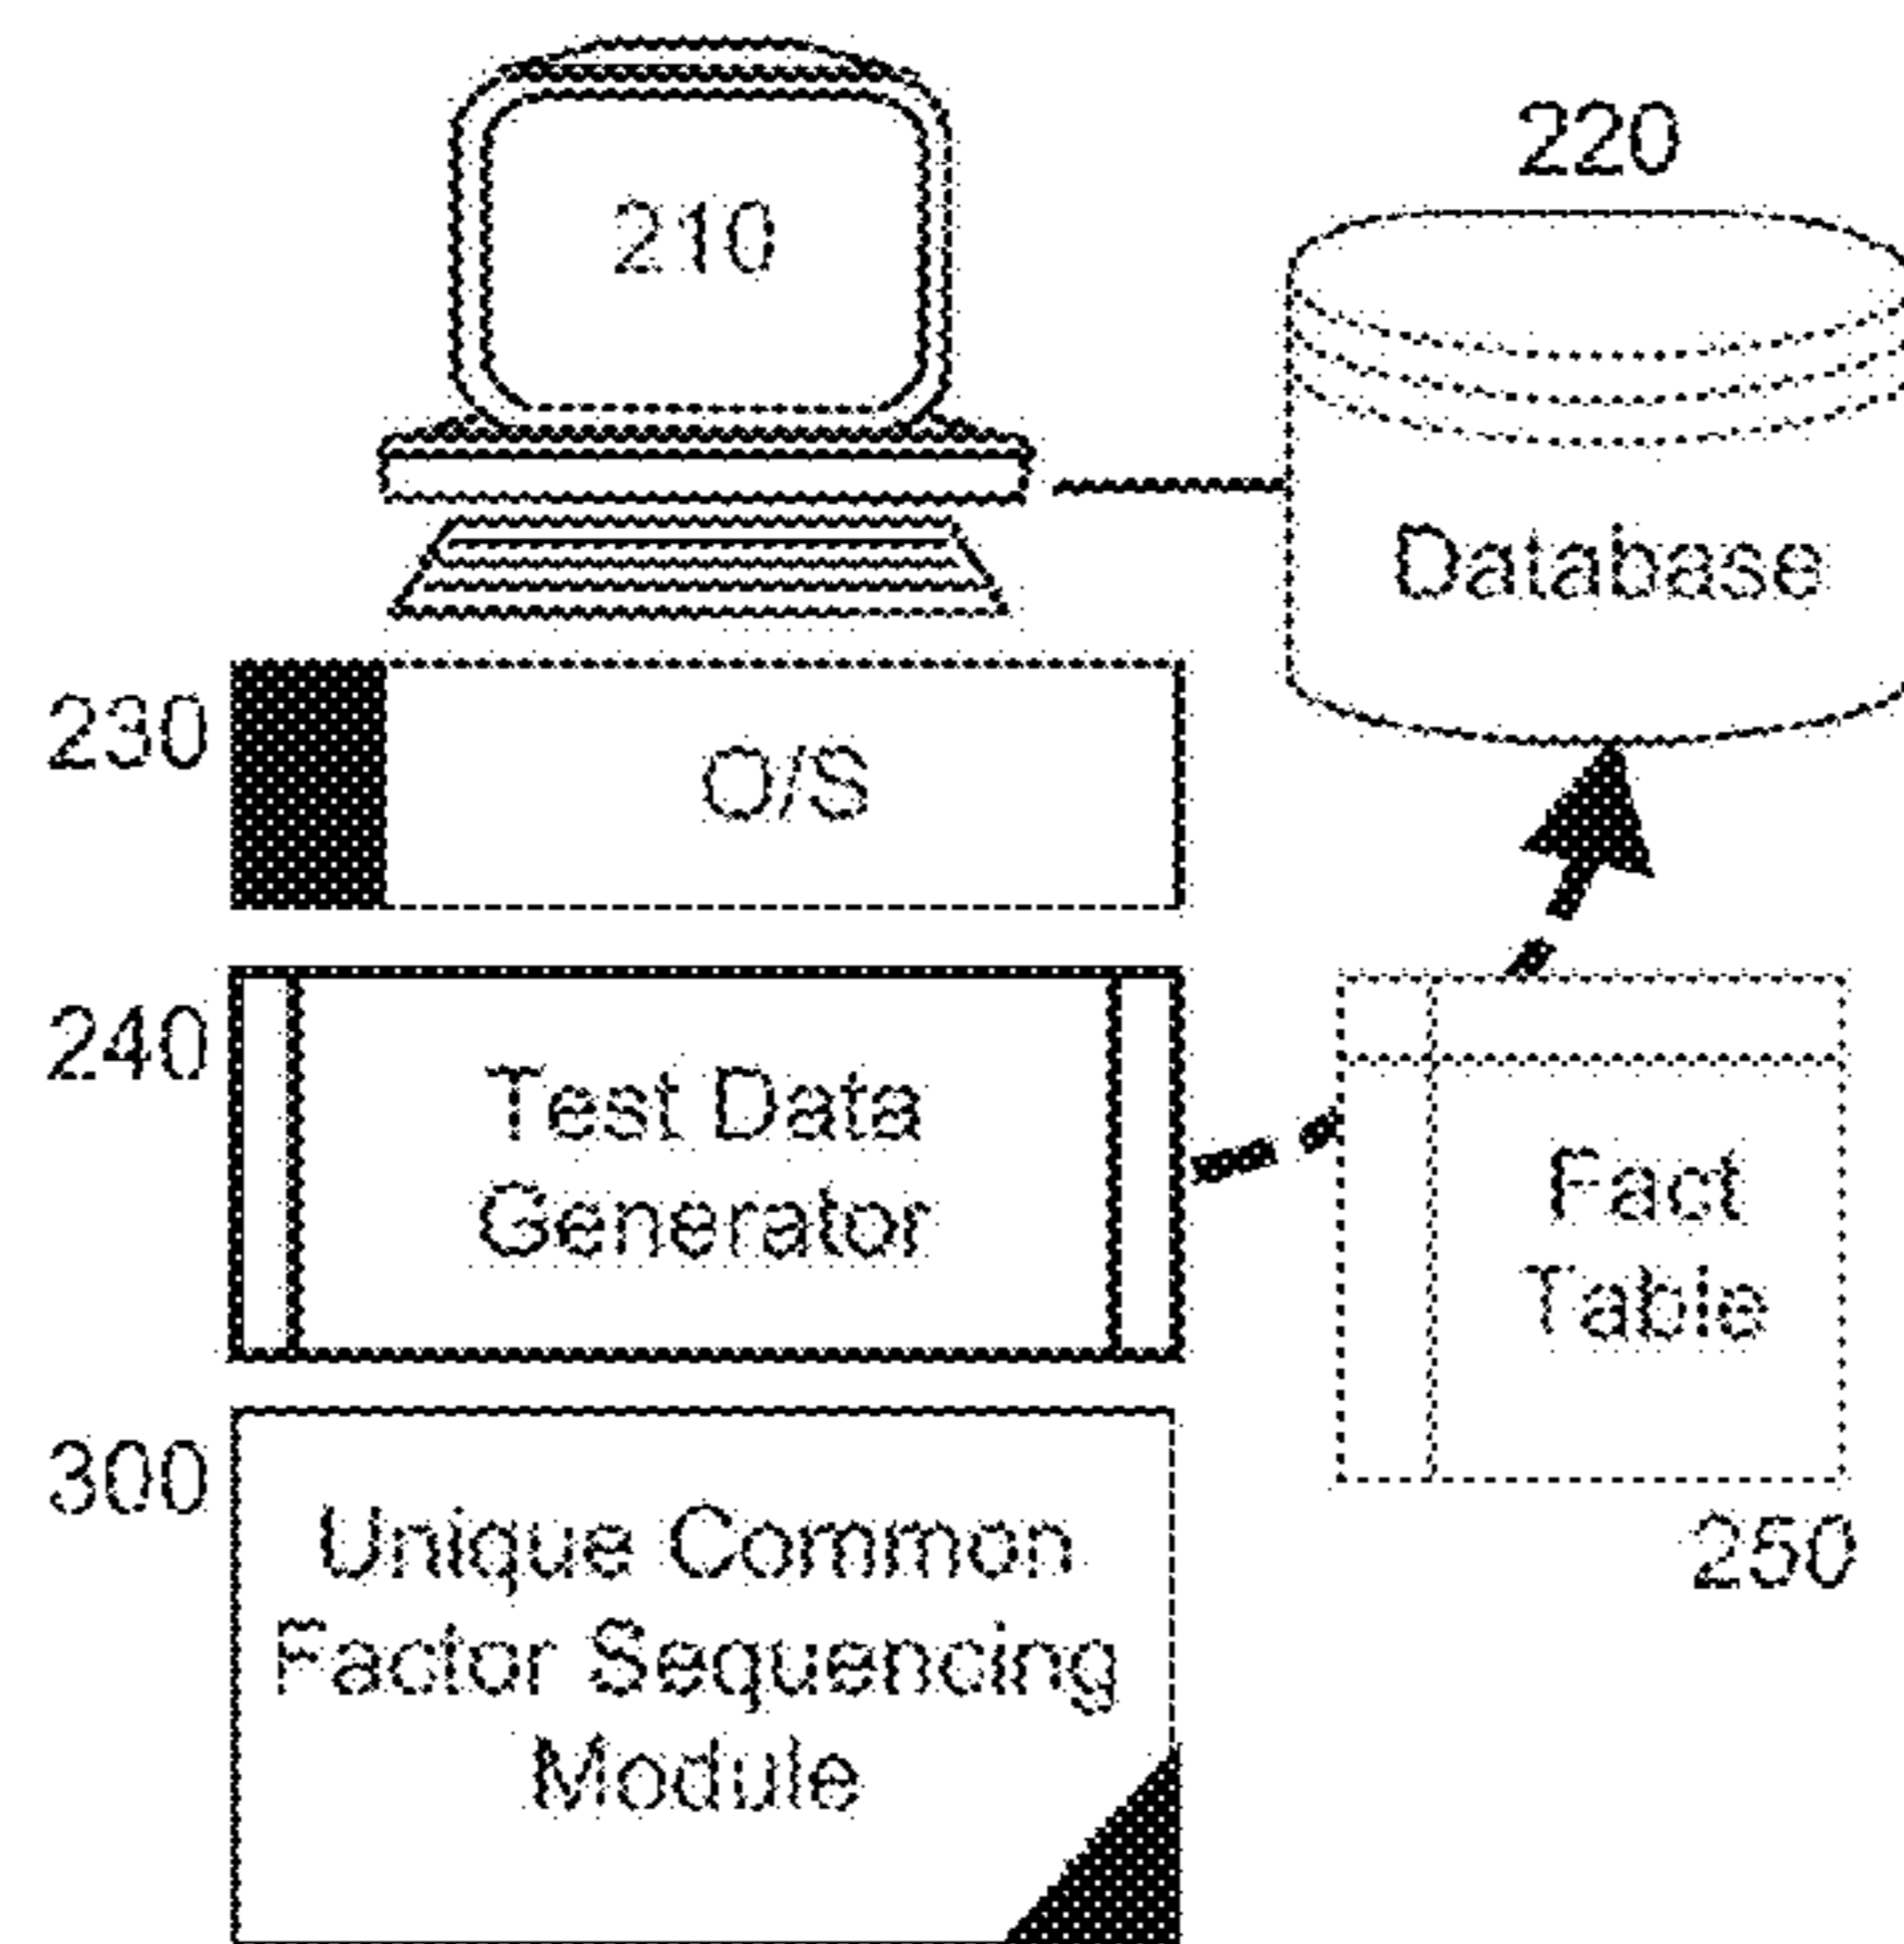 210
220
Database
230
O/S
240
Test Data
Generator
Fact
Table
250
300
Unique Common
Factor Sequencing
Module